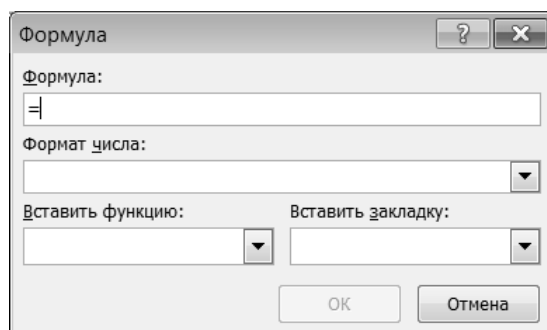 Формула
Формула:
=
Формат числа:
Вставить функцию: Вставить закладку:
ОК Отмена